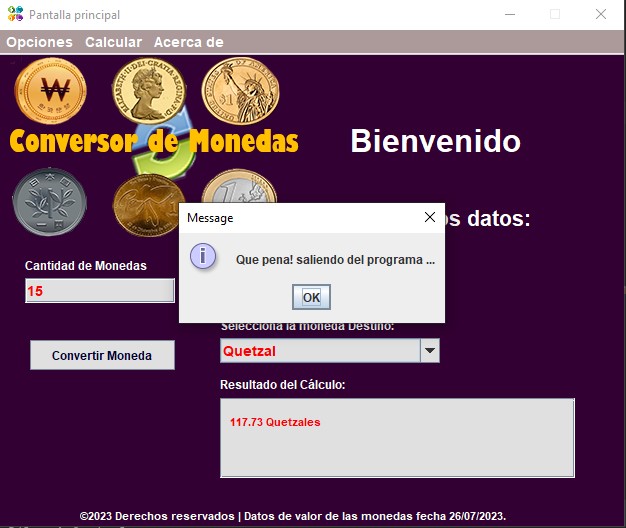 Pantalla principal
Opciones Calcular Acerca de
Conversor de Monedas
Bienvenido
datos:
Message
Que pena! saliendo del programa ...
OK
Cantidad de Monedas
15
Convertir Moneda
Selecciona la moneda Destino:
Quetzal
Resultado del Cálculo:
117.73 Quetzales
©2023 Derechos reservados | Datos de valor de las monedas fecha 26/07/2023.